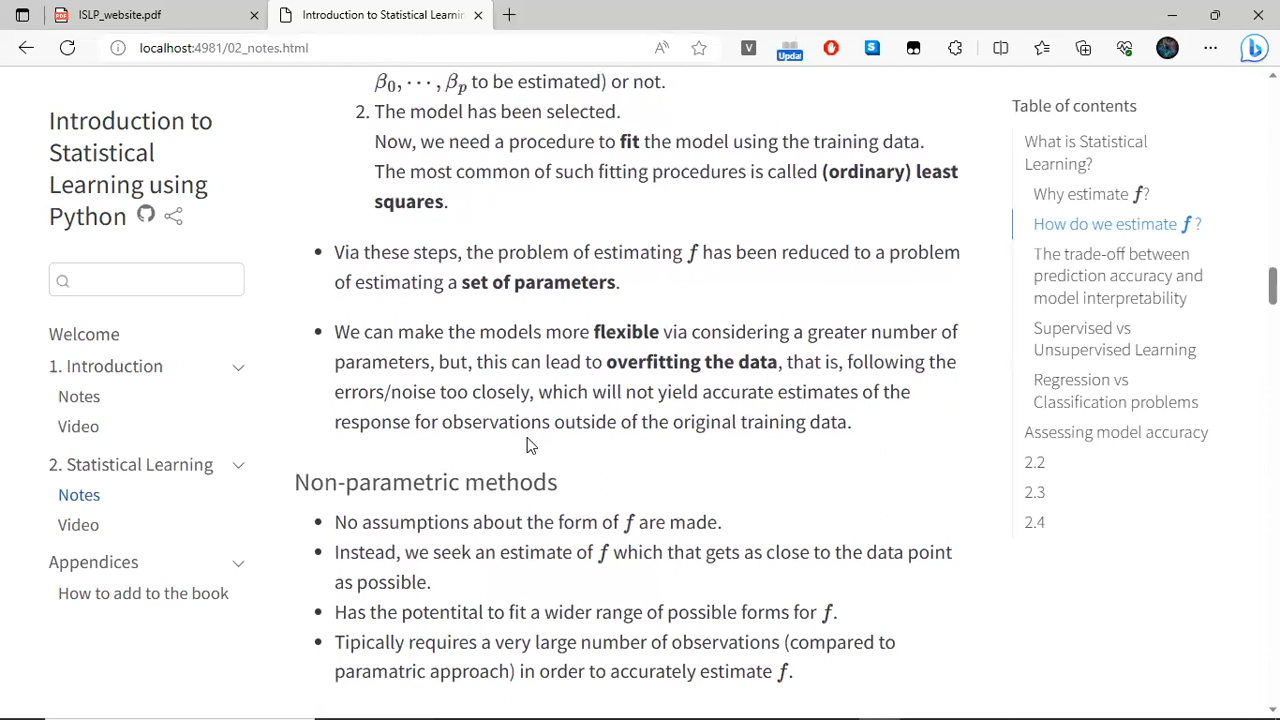 ISLP_website.pdf
Introduction to Statistical Learnin
localhost:4981/02_notes.html
Upda
Introduction to
Statistical
Learning using
Python
Welcome
1. Introduction
Notes
Video
2. Statistical Learning
Notes
Video
Appendices
How to add to the book
β0, ⋯, βp to be estimated) or not.
2. The model has been selected.
Now, we need a procedure to fit the model using the training data.
The most common of such fitting procedures is called (ordinary) least
squares.
• Via these steps, the problem of estimating f has been reduced to a problem
of estimating a set of parameters.
• We can make the models more flexible via considering a greater number of
parameters, but, this can lead to overfitting the data, that is, following the
errors/noise too closely, which will not yield accurate estimates of the
response for observations outside of the original training data.
Non-parametric methods
• No assumptions about the form of f are made.
• Instead, we seek an estimate of f which that gets as close to the data point
as possible.
• Has the potentital to fit a wider range of possible forms for f.
• Tipically requires a very large number of observations (compared to
paramatric approach) in order to accurately estimate f.
Table of contents
What is Statistical
Learning?
Why estimate f?
How do we estimate f?
The trade-off between
prediction accuracy and
model interpretability
Supervised vs
Unsupervised Learning
Regression vs
Classification problems
Assessing model accuracy
2.2
2.3
2.4